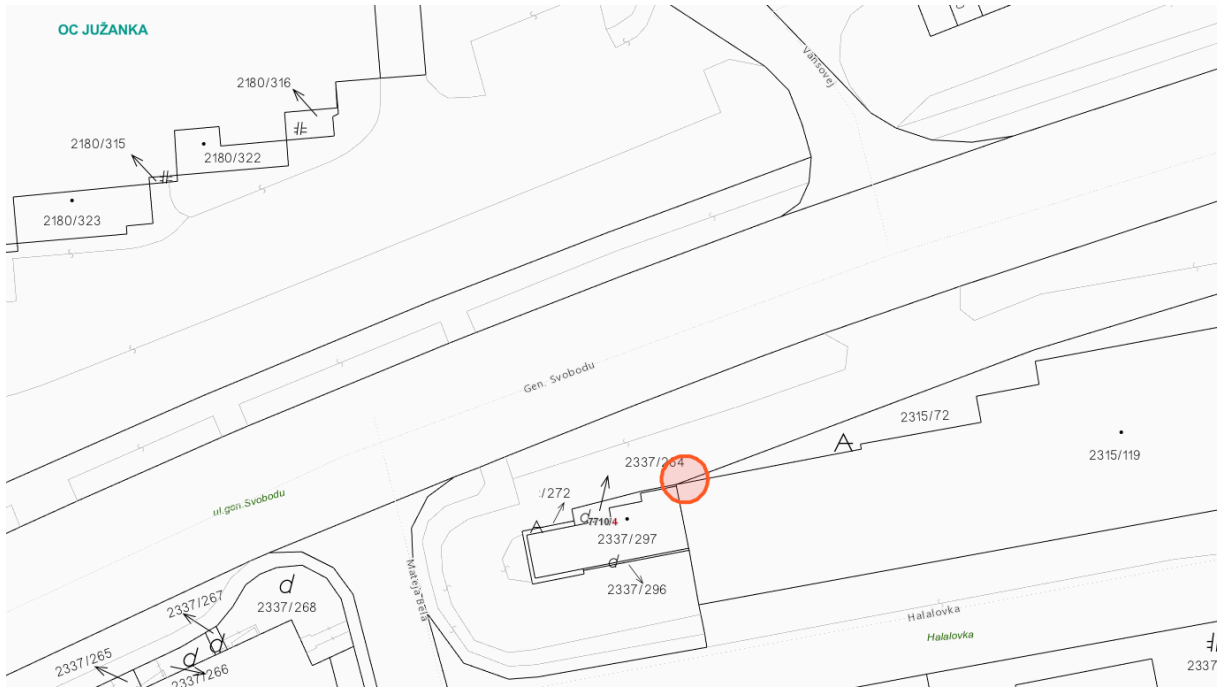 OC JUŽANKA
2180/316
Vansovej
2180/315
2180/322
2180/323
Gen. Svobodu
2315/72
2315/119
2337/264
/272
ul.gen.Svobodu
7710/4
2337/297
Mateja Bela
2337/296
2337/267
2337/268
Halalovka
Halalovka
2337/265
2337/266
2337